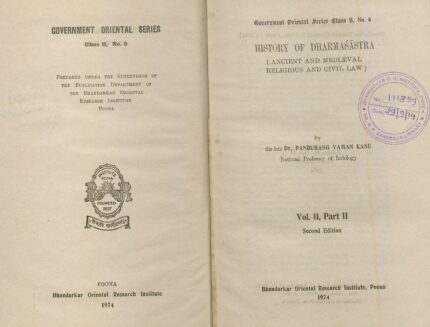 GOVERNMENT ORIENTAL SERIES
Class B, No. 6
PREPARED UNDER THE SUPERVISION OF
THE PUBLICATION DEPARTMENT OF
THE BHANDARKAR ORIENTAL
RESEARCH INSTITUTE
POONA
FOUNDED
1917
POONA
Bhandarkar Oriental Research Institute
1974
Government Oriental Series Class B, No. 6
HISTORY OF DHARMAŚĀSTRA
( ANCIENT AND MEDIÆVAL
RELIGIOUS AND CIVIL LAW )
By
the late Dr. PANDURANG VAMAN KANE
National Professor of Indology
Vol. II, Part II
Second Edition
Bhandarkar Oriental Research Institute, Poona
1974